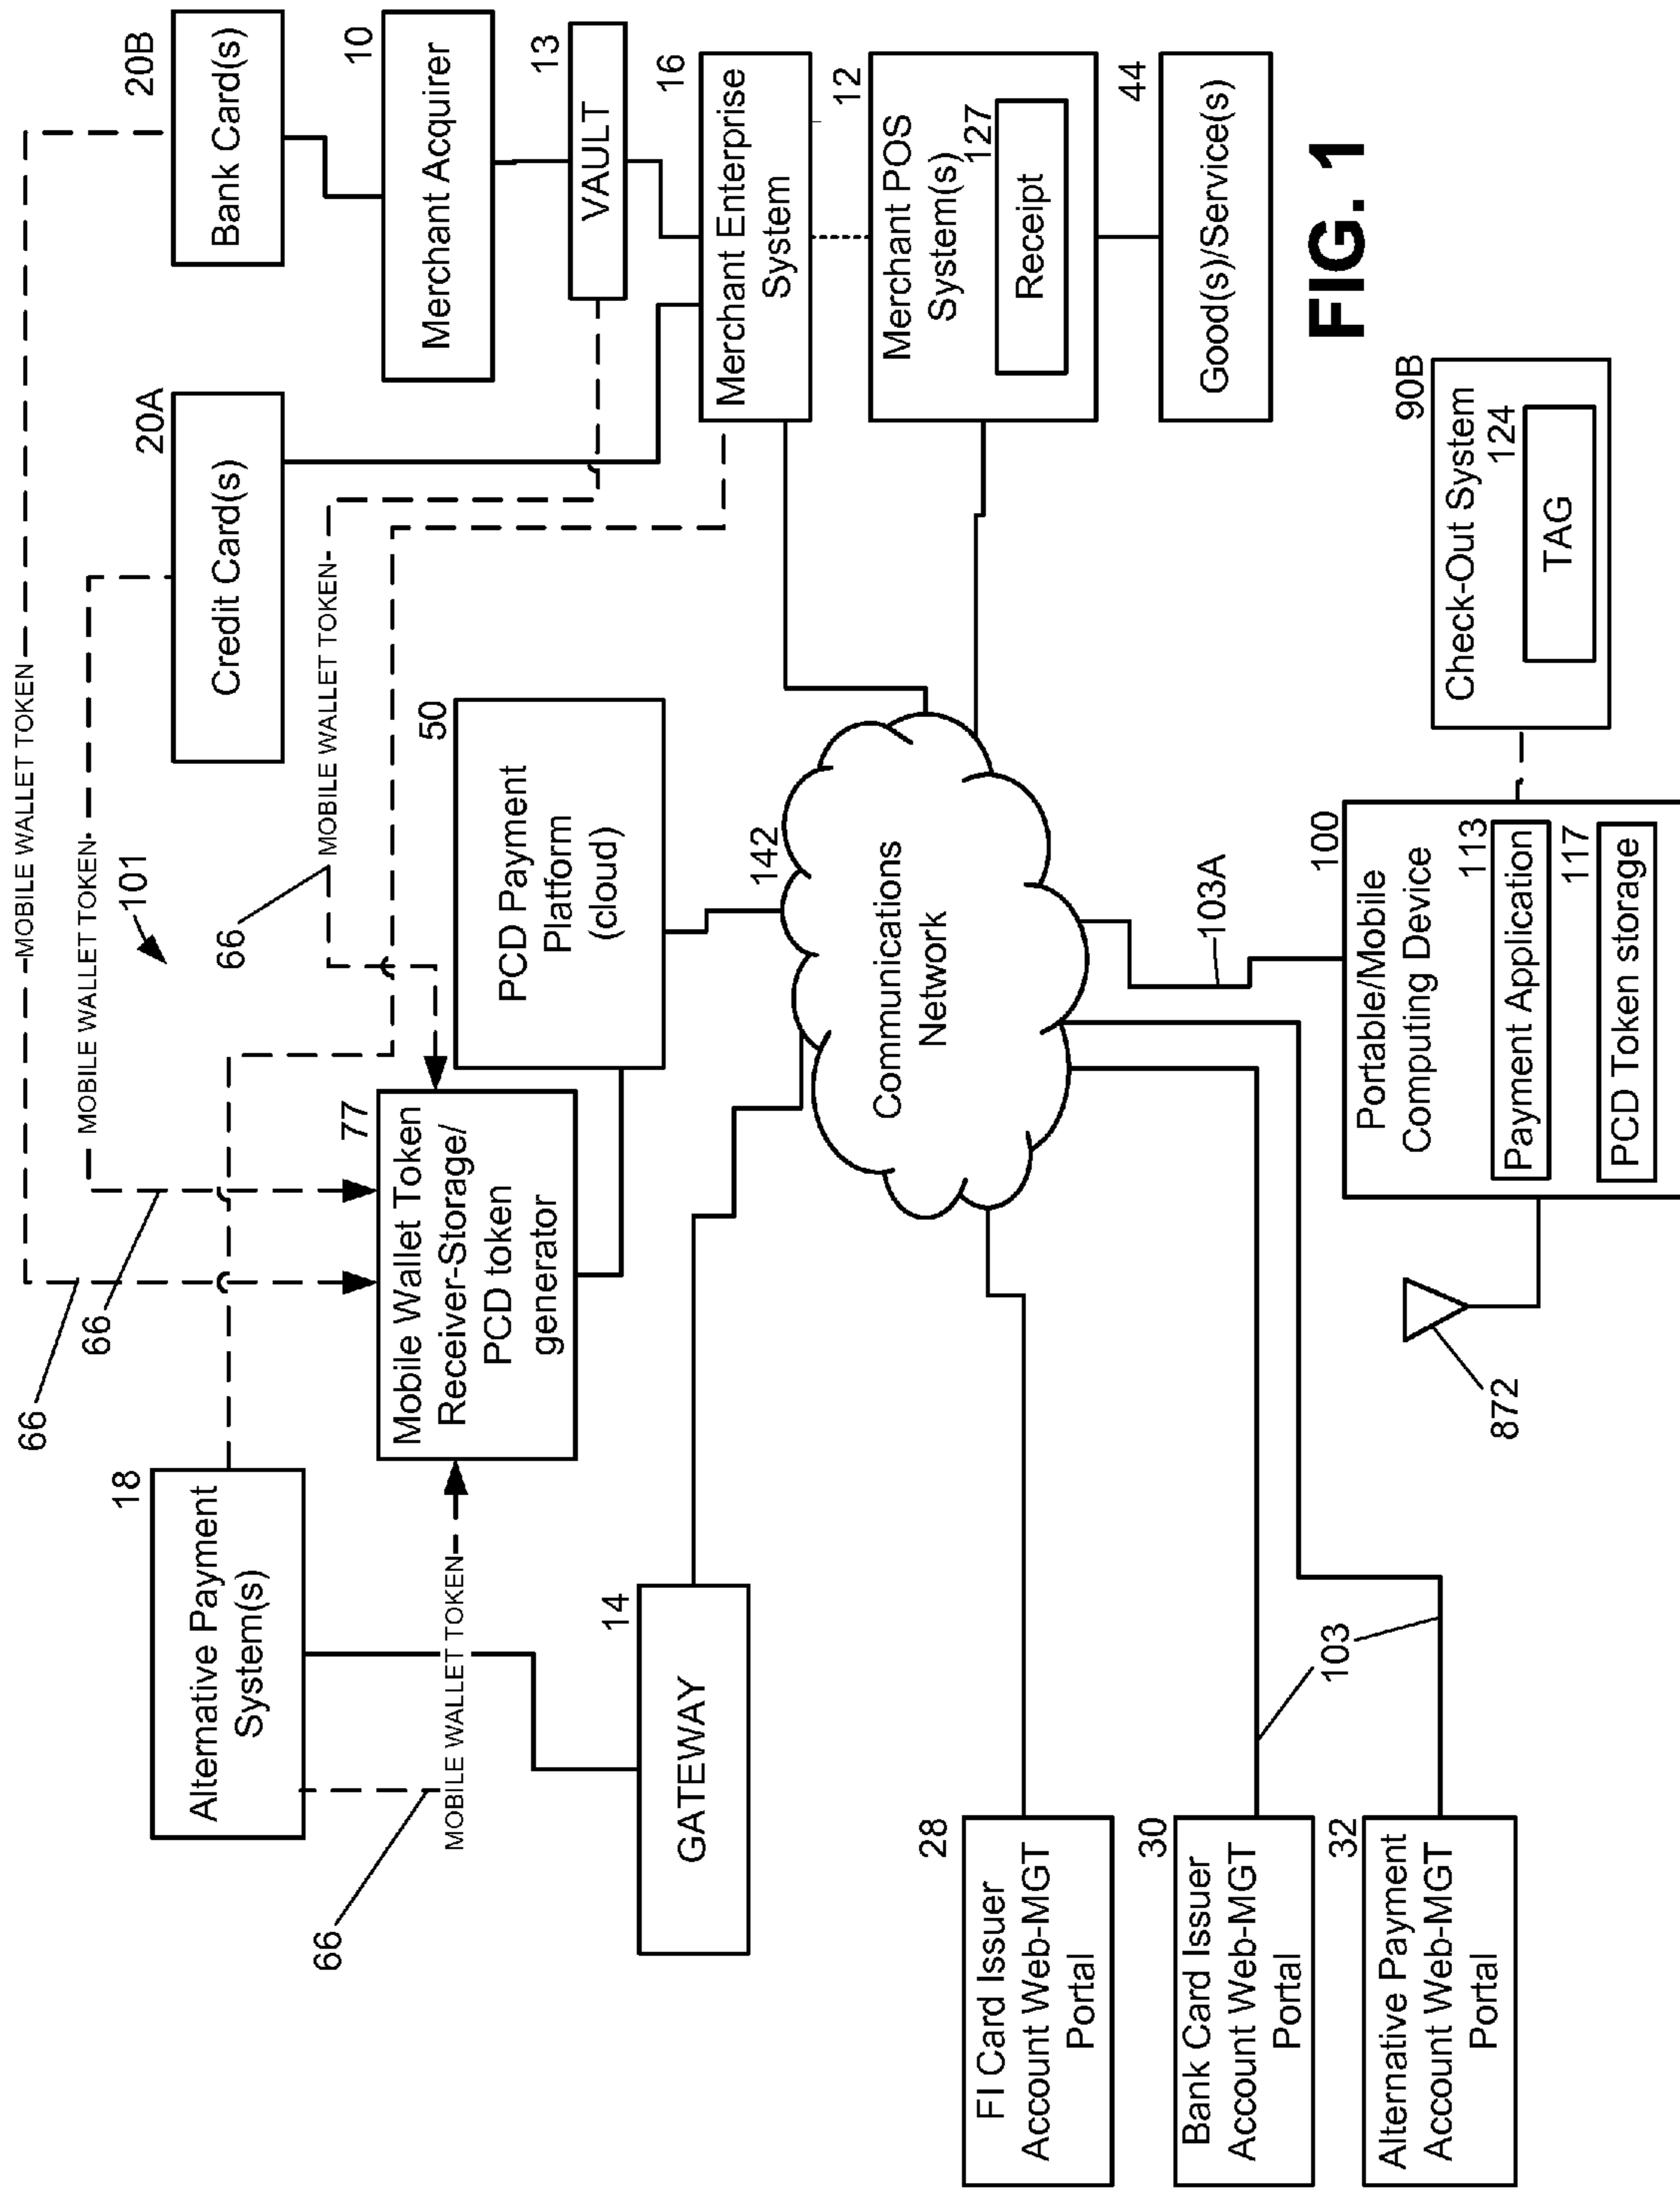 MOBILE WALLET TOKEN
66
MOBILE WALLET TOKEN
66
101
18
Alternative Payment
System(s)
20A
Credit Card(s)
20B
Bank Card(s)
66
MOBILE WALLET TOKEN
10
Merchant Acquirer
77
Mobile Wallet Token
Receiver-Storage/
PCD token
generator
66
MOBILE WALLET TOKEN
50
PCD Payment
Platform
(cloud)
13
VAULT
14
GATEWAY
16
Merchant Enterprise
System
142
Communications
Network
12
Merchant POS
System(s)
127
Receipt
28
FI Card Issuer
Account Web-MGT
Portal
44
Good(s)/Service(s)
30
Bank Card Issuer
Account Web-MGT
Portal
103
103A
32
Alternative Payment
Account Web-MGT
Portal
872
100
Portable/Mobile
Computing Device
113
Payment Application
117
PCD Token storage
90B
Check-Out System
124
TAG
FIG. 1